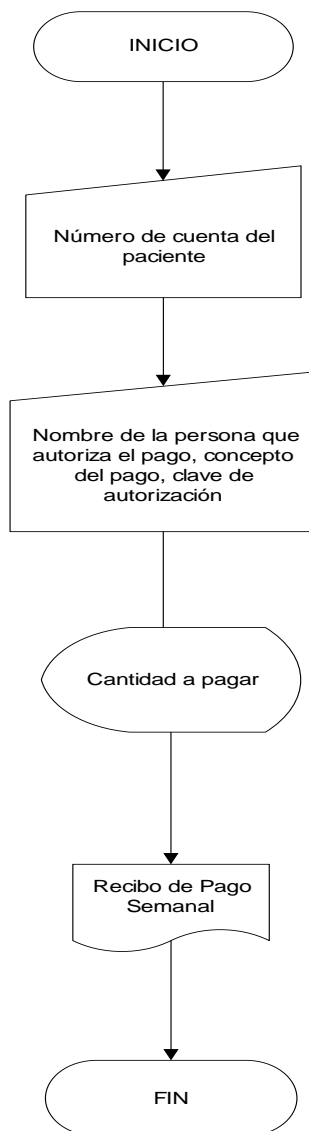 INICIO
Número de cuenta del
paciente
Nombre de la persona que
autoriza el pago, concepto
del pago, clave de
autorización
Cantidad a pagar
Recibo de Pago
Semanal
FIN